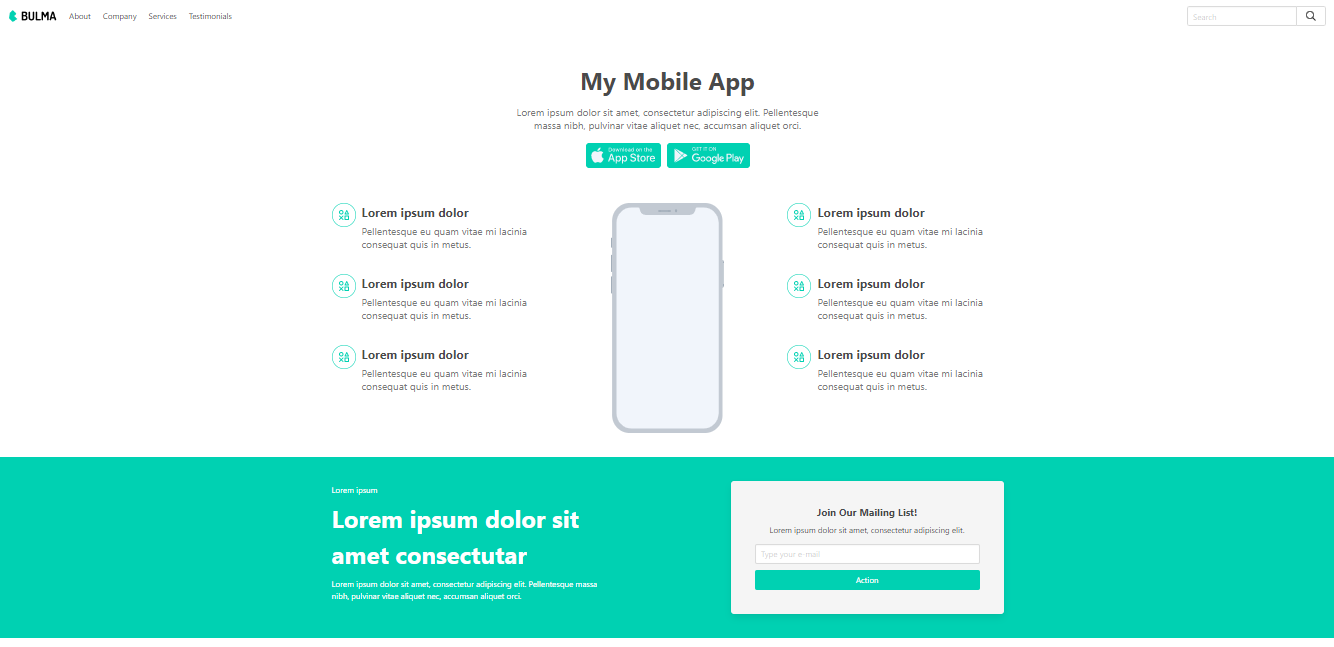 BULMA
About
Company
Services
Testimonials
Search
My Mobile App
Lorem ipsum dolor sit amet, consectetur adipiscing elit. Pellentesque
massa nibh, pulvinar vitae aliquet nec, accumsan aliquet orci.
Download on the
App Store
GET IT ON
Google Play
Lorem ipsum dolor
Pellentesque eu quam vitae mi lacinia
consequat quis in metus.
Lorem ipsum dolor
Pellentesque eu quam vitae mi lacinia
consequat quis in metus.
Lorem ipsum dolor
Pellentesque eu quam vitae mi lacinia
consequat quis in metus.
Lorem ipsum dolor
Pellentesque eu quam vitae mi lacinia
consequat quis in metus.
Lorem ipsum dolor
Pellentesque eu quam vitae mi lacinia
consequat quis in metus.
Lorem ipsum dolor
Pellentesque eu quam vitae mi lacinia
consequat quis in metus.
Lorem ipsum
Lorem ipsum dolor sit
amet consectutar
Lorem ipsum dolor sit amet, consectetur adipiscing elit. Pellentesque massa
nibh, pulvinar vitae aliquet nec, accumsan aliquet orci.
Join Our Mailing List!
Lorem ipsum dolor sit amet, consectetur adipiscing elit.
Type your e-mail
Action